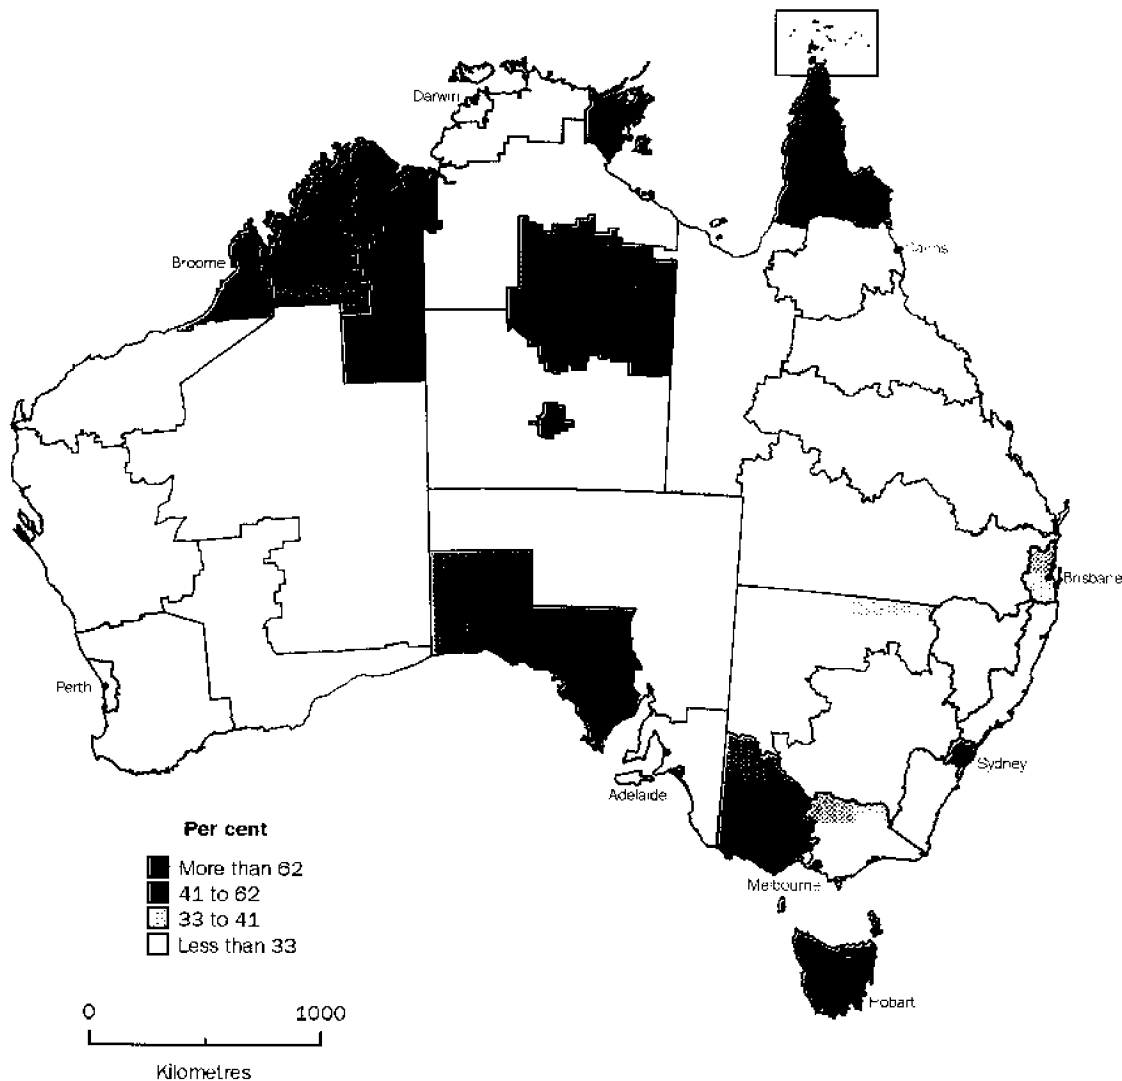 Darwin
Broome
Cairns
Brisbane
Perth
Sydney
Adelaide
Per cent
More than 62
41 to 62
33 to 41
Less than 33
Melbourne
Hobart
0 1000
Kilometres